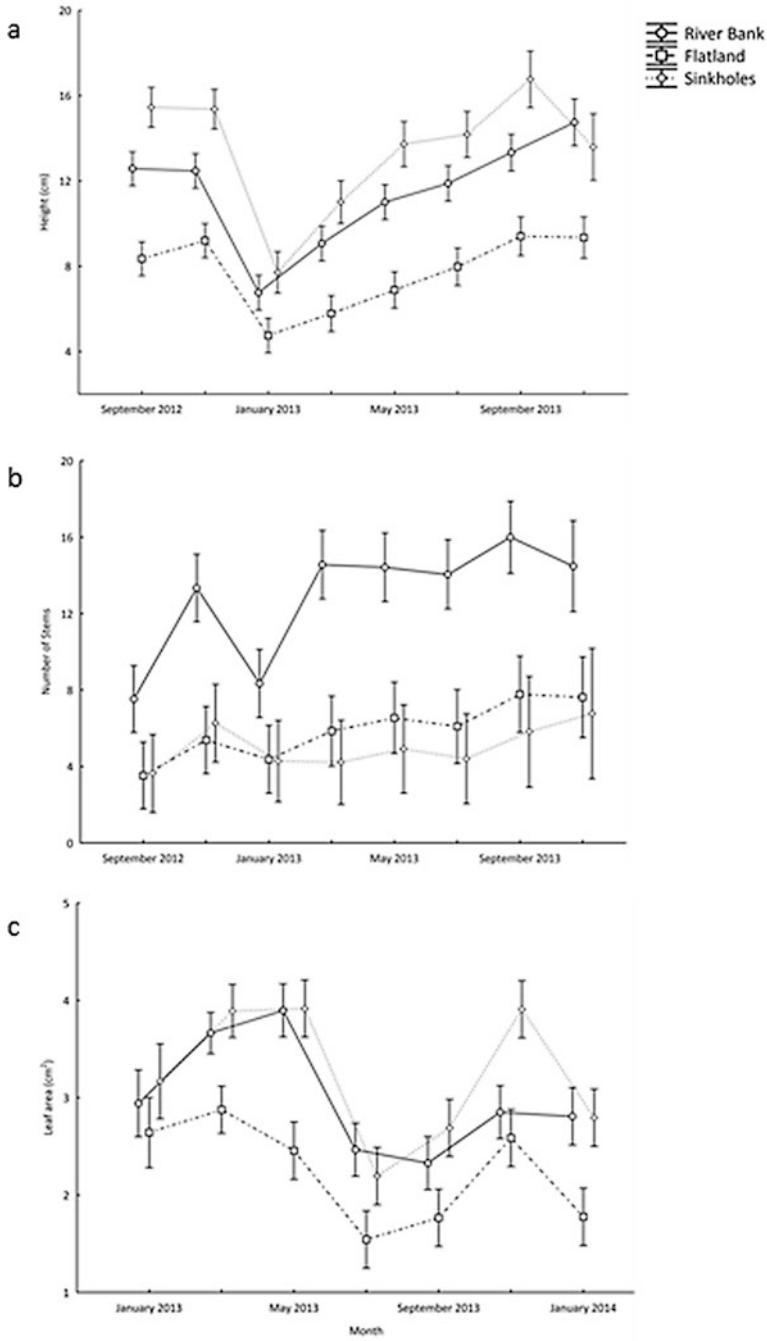 a
20
16
12
8
4
Height (cm)
September 2012 January 2013 May 2013 September 2013
River Bank
Flatland
Sinkholes
b
20
16
12
8
4
0
Number of Stems
September 2012 January 2013 May 2013 September 2013
c
5
4
3
2
1
Leaf area (cm²)
January 2013 May 2013 September 2013 January 2014
Month